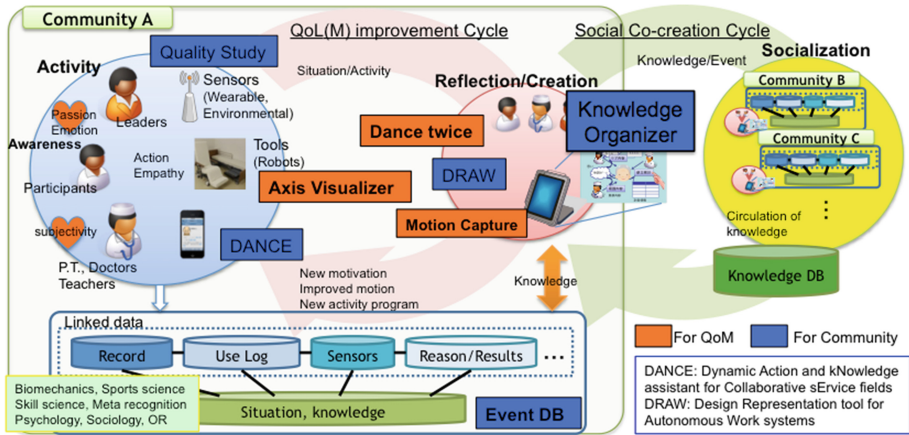 Community A
QoL(M) improvement Cycle
Social Co-creation Cycle
Quality Study
Situation/Activity
Knowledge/Event
Socialization
Activity
Sensors
(Wearable,
Environmental)
Reflection/Creation
Passion
Emotion
Leaders
Awareness
Action
Empathy
Tools
(Robots)
Participants
Dance twice
Knowledge
Organizer
Axis Visualizer
DRAW
Motion Capture
Community B
Community C
subjectivity
DANCE
P.T., Doctors
Teachers
Circulation of
knowledge
Knowledge DB
New motivation
Improved motion
New activity program
Knowledge
Linked data
Record
Use Log
Sensors
Reason/Results
...
Biomechanics, Sports science
Skill science, Meta recognition
Psychology, Sociology, OR
Situation, knowledge
Event DB
For QoM
For Community
DANCE: Dynamic Action and kNowledge
assistant for Collaborative sErvice fields
DRAW: Design Representation tool for
Autonomous Work systems